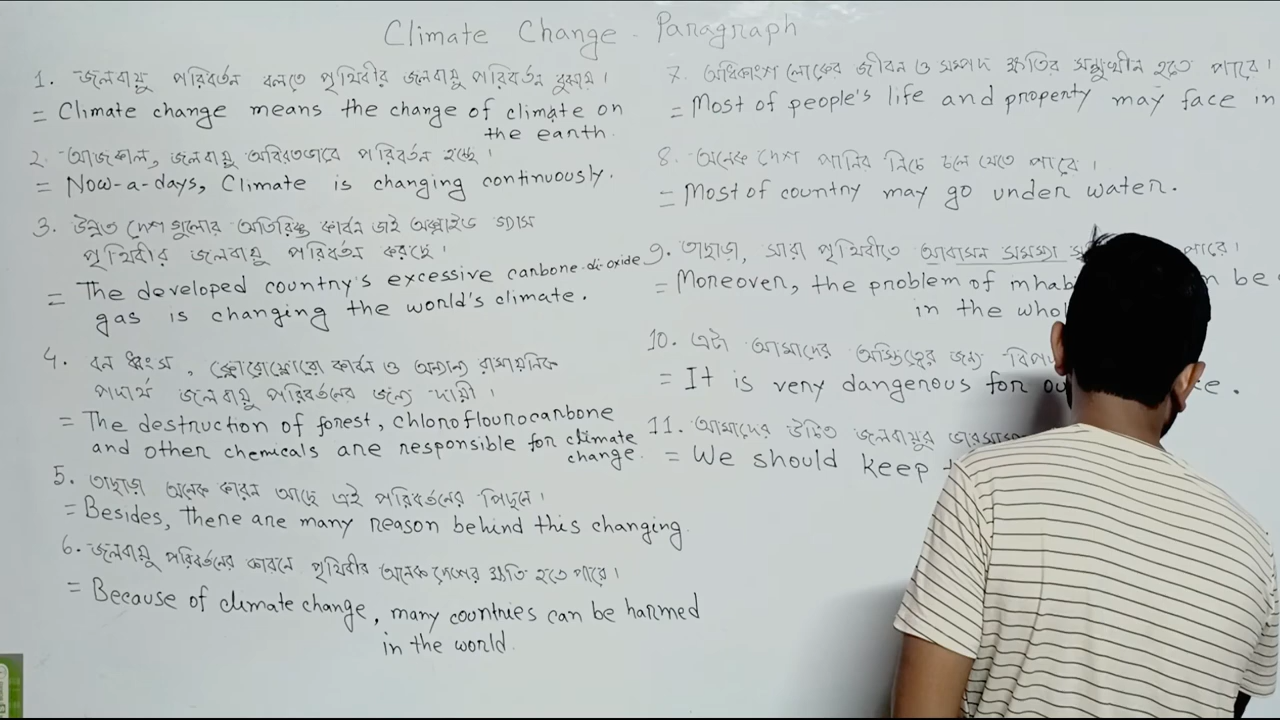 Climate Change Paragraph
1. জলবায়ু পরিবর্তন বলতে পৃথিবীর জলবায়ু পরিবর্তন বুঝায়।
= Climate change means the change of climate on
the earth.
2. আজকাল, জলবায়ু অবিরতভাবে পরিবর্তন হচ্ছে।
= Now-a-days, Climate is changing continuously.
3. উন্নত দেশ গুলোর অতিরিক্ত কার্বন ডাই অক্সাইড গ্যাস
পৃথিবীর জলবায়ু পরিবর্তন করছে।
= The developed country's excessive carbone-di-oxide
gas is changing the world's climate.
4. বন ধ্বংস, ক্লোরোফ্লোরো কার্বন ও অন্যান্য রাসায়নিক
পদার্থ জলবায়ু পরিবর্তনের জন্য দায়ী।
= The destruction of forest, chloroflourocarbone
and other chemicals are responsible for climate
change.
5. তাছাড়া অনেক কারন আছে এই পরিবর্তনের পিছনে।
= Besides, there are many reason behind this changing.
6. জলবায়ু পরিবর্তনের কারনে পৃথিবীর অনেক দেশের ক্ষতি হতে পারে।
= Because of climate change, many countries can be harmed
in the world.
7. অধিকাংশ লোকের জীবন ও সম্পদ ক্ষতির সম্মুখীন হতে পারে।
= Most of people's life and property may face in
8. অনেক দেশ পানির নিচে চলে যেতে পারে।
= Most of country may go under water.
9. তাছাড়া, সারা পৃথিবীতে আবাসন সমস্যা পারে।
= Moreover, the problem of be
in the
10. এটা আমাদের অস্তিত্বের জন্য
= It is very dangerous for
11. আমাদের উচিত জলবায়ুর
= We should keep